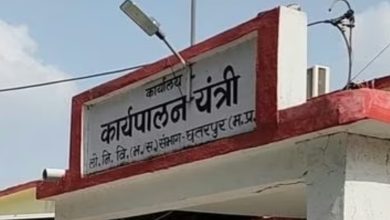 कार्यालय
कार्यपालन यंत्री
लो. नि. वि. (भ./स.) संभाग-छतरपुर (म.प्र.)